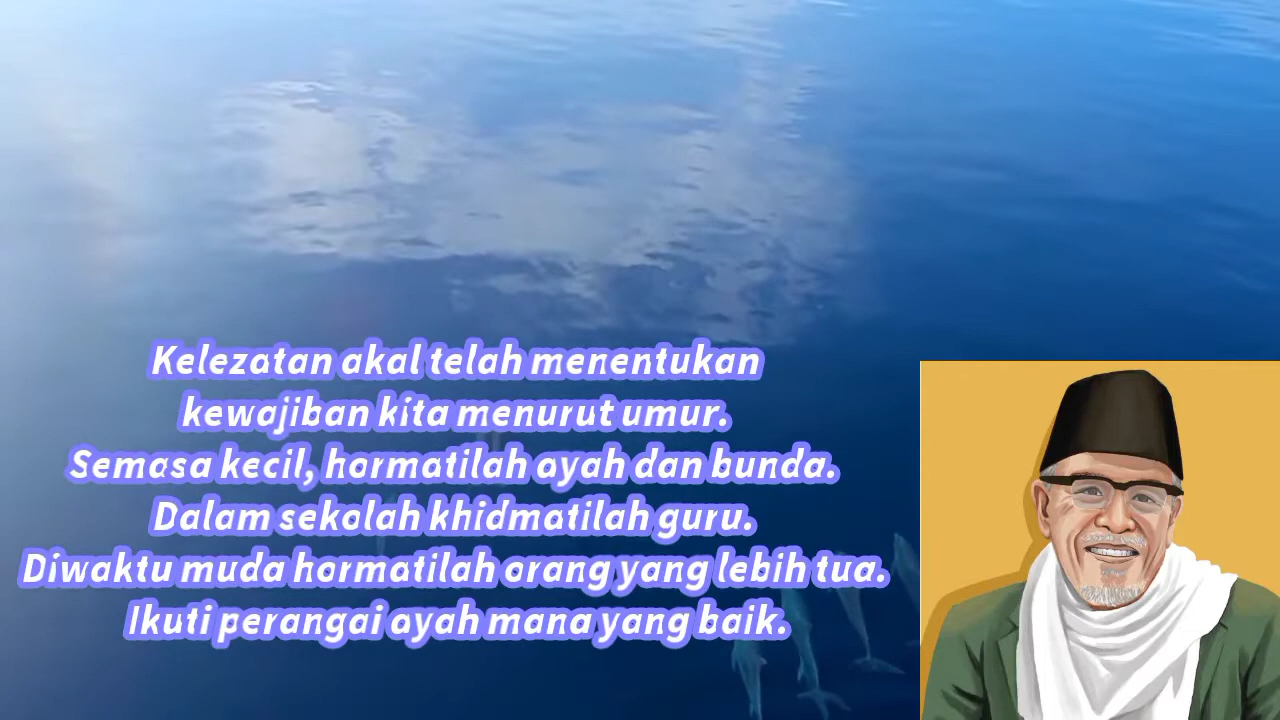 Kelezatan akal telah menentukan
kewajiban kita menurut umur.
Semasa kecil, hormatilah ayah dan bunda.
Dalam sekolah khidmatilah guru.
Diwaktu muda hormatilah orang yang lebih tua.
Ikuti perangai ayah mana yang baik.